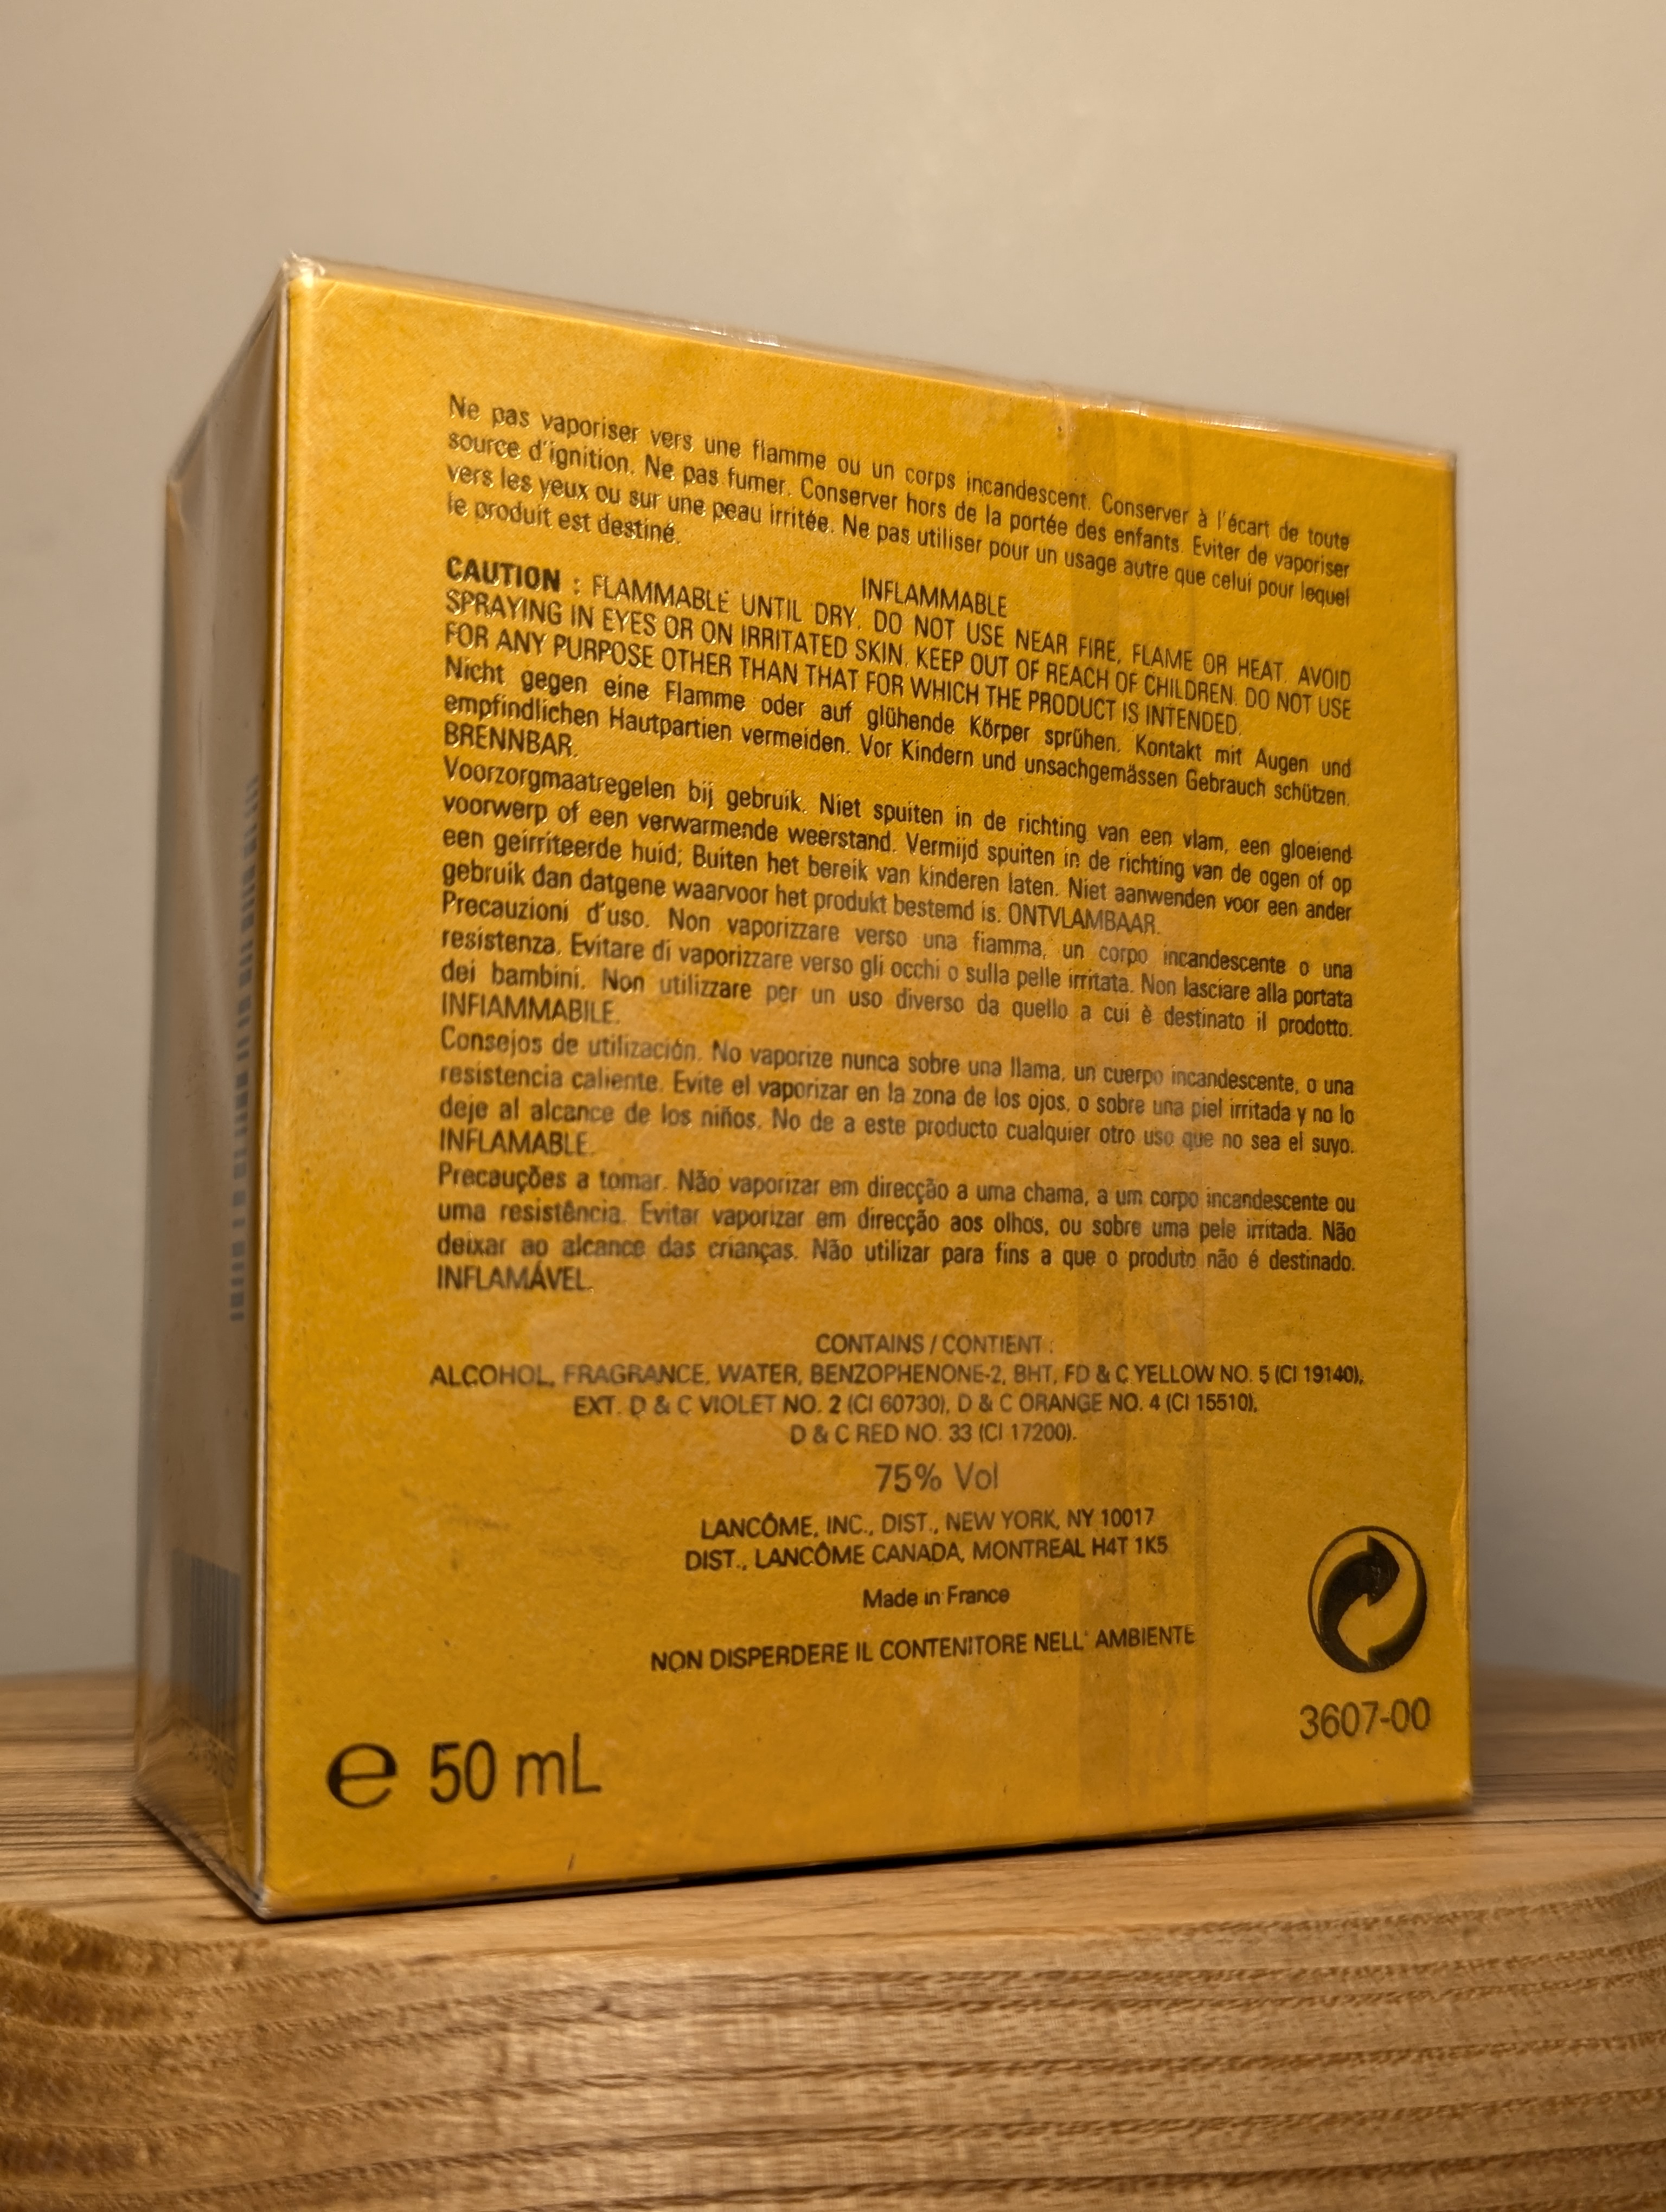 Ne pas vaporiser vers une flamme ou un corps incandescent. Conserver à l'écart de toute
source d'ignition. Ne pas fumer. Conserver hors de la portée des enfants. Eviter de vaporiser
vers les yeux ou sur une peau irritée. Ne pas utiliser pour un usage autre que celui pour lequel
le produit est destiné.
INFLAMMABLE
CAUTION : FLAMMABLE UNTIL DRY. DO NOT USE NEAR FIRE, FLAME OR HEAT. AVOID
SPRAYING IN EYES OR ON IRRITATED SKIN. KEEP OUT OF REACH OF CHILDREN. DO NOT USE
FOR ANY PURPOSE OTHER THAN THAT FOR WHICH THE PRODUCT IS INTENDED.
Nicht gegen eine Flamme oder auf glühende Körper sprühen. Kontakt mit Augen und
empfindlichen Hautpartien vermeiden. Vor Kindern und unsachgemässen Gebrauch schützen.
BRENNBAR.
Voorzorgmaatregelen bij gebruik. Niet spuiten in de richting van een vlam, een gloeiend
voorwerp of een verwarmende weerstand. Vermijd spuiten in de richting van de ogen of op
een geirriteerde huid; Buiten het bereik van kinderen laten. Niet aanwenden voor een ander
gebruik dan datgene waarvoor het produkt bestemd is. ONTVLAMBAAR.
Precauzioni d'uso. Non vaporizzare verso una fiamma, un corpo incandescente o una
resistenza. Evitare di vaporizzare verso gli occhi o sulla pelle irritata. Non lasciare alla portata
dei bambini. Non utilizzare per un uso diverso da quello a cui è destinato il prodotto.
INFIAMMABILE.
Consejos de utilización. No vaporize nunca sobre una llama, un cuerpo incandescente, o una
resistencia caliente. Evite el vaporizar en la zona de los ojos, o sobre una piel irritada y no lo
deje al alcance de los niños. No de a este producto cualquier otro uso que no sea el suyo.
INFLAMABLE.
Precauções a tomar. Não vaporizar em direcção a uma chama, a um corpo incandescente ou
uma resistência. Evitar vaporizar em direcção aos olhos, ou sobre uma pele irritada. Não
deixar ao alcance das crianças. Não utilizar para fins a que o produto não é destinado.
INFLAMÁVEL.
CONTAINS / CONTIENT :
ALCOHOL, FRAGRANCE, WATER, BENZOPHENONE-2, BHT, FD & C YELLOW NO. 5 (CI 19140),
EXT. D & C VIOLET NO. 2 (CI 60730), D & C ORANGE NO. 4 (CI 15510),
D & C RED NO. 33 (CI 17200).
75% Vol
LANCÔME, INC., DIST., NEW YORK, NY 10017
DIST., LANCÔME CANADA, MONTREAL H4T 1K5
Made in France
NON DISPERDERE IL CONTENITORE NELL' AMBIENTE
3607-00
e 50 mL